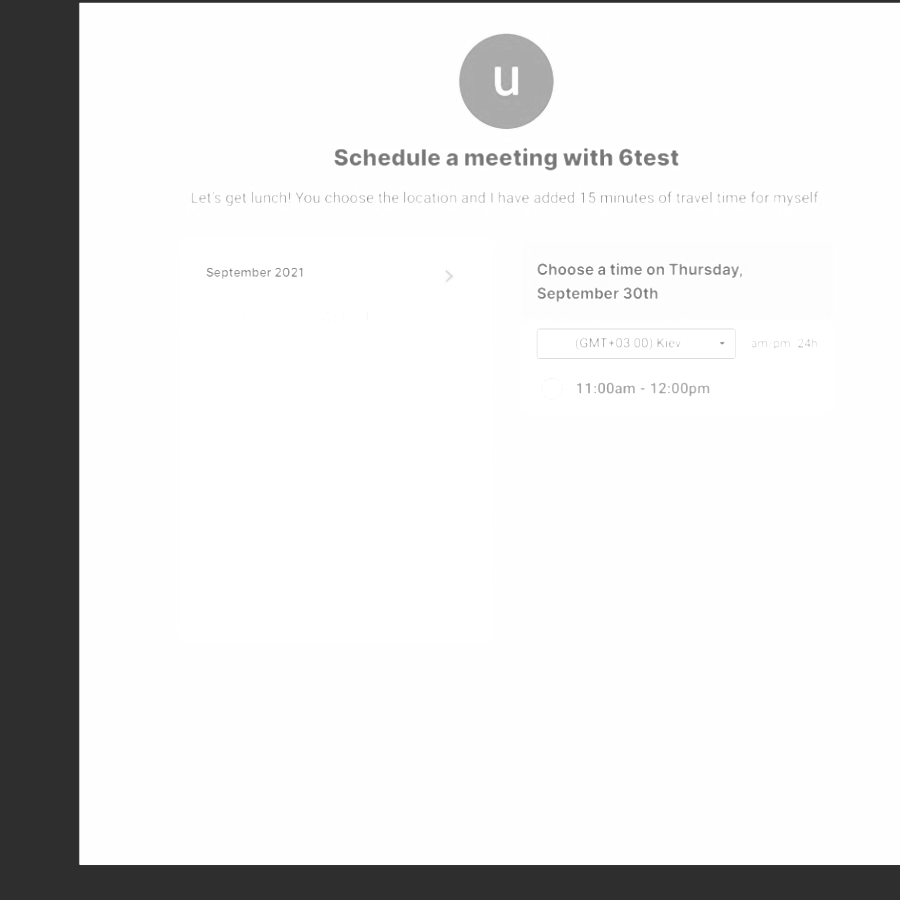 u
Schedule a meeting with 6test
Let's get lunch! You choose the location and I have added 15 minutes of travel time for myself
September 2021
Choose a time on Thursday,
September 30th
(GMT+03:00) Kiev
am/pm 24h
11:00am - 12:00pm